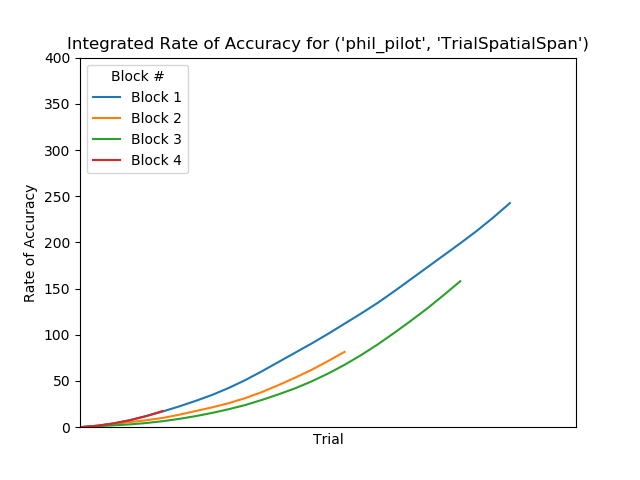 Integrated Rate of Accuracy for ('phil_pilot', 'TrialSpatialSpan')
400
350
300
250
200
150
100
50
0
Rate of Accuracy
Block #
Block 1
Block 2
Block 3
Block 4
Trial